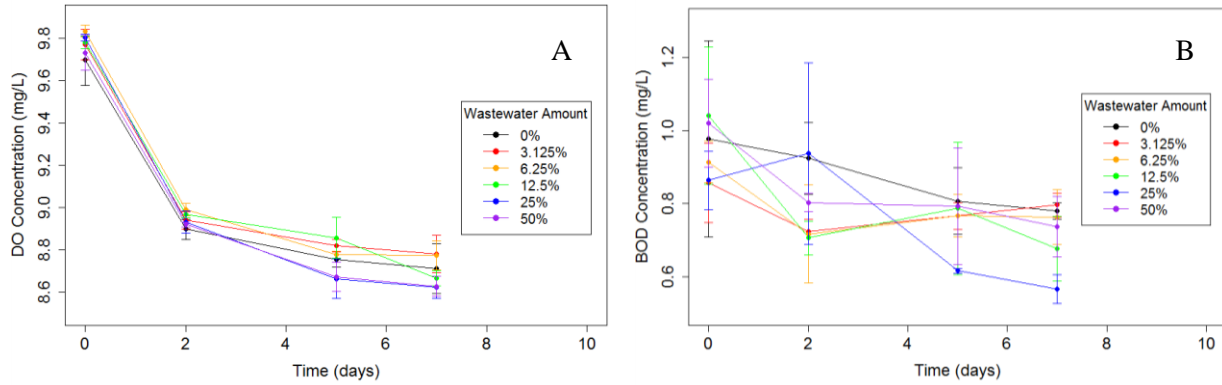 A
DO Concentration (mg/L)
9.8
9.6
9.4
9.2
9.0
8.8
8.6
Wastewater Amount
0%
3.125%
6.25%
12.5%
25%
50%
0 2 4 6 8 10
Time (days)
B
BOD Concentration (mg/L)
1.2
1.0
0.8
0.6
Wastewater Amount
0%
3.125%
6.25%
12.5%
25%
50%
0 2 4 6 8 10
Time (days)